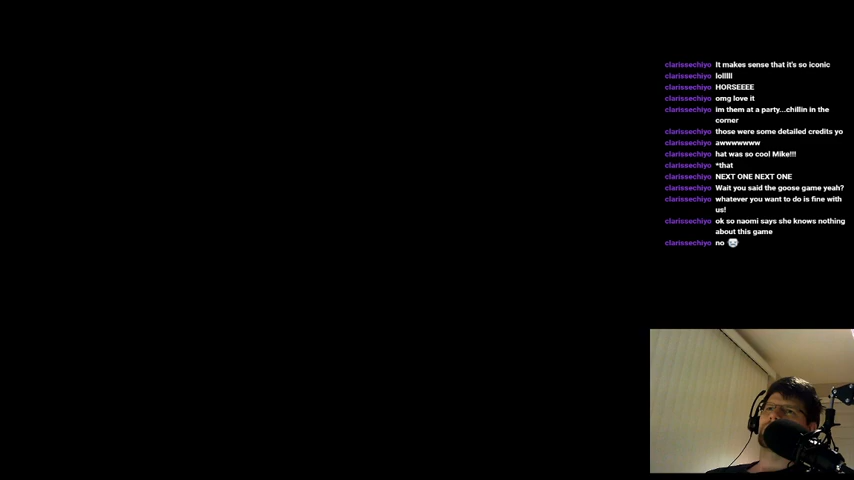 clarissechiyo It makes sense that it's so iconic
clarissechiyo lolllll
clarissechiyo HORSEEEE
clarissechiyo omg love it
clarissechiyo im them at a party...chillin in the
corner
clarissechiyo those were some detailed credits yo
clarissechiyo awwwwwww
clarissechiyo hat was so cool Mike!!!
clarissechiyo *that
clarissechiyo NEXT ONE NEXT ONE
clarissechiyo Wait you said the goose game yeah?
clarissechiyo whatever you want to do is fine with
us!
clarissechiyo ok so naomi says she knows nothing
about this game
clarissechiyo no